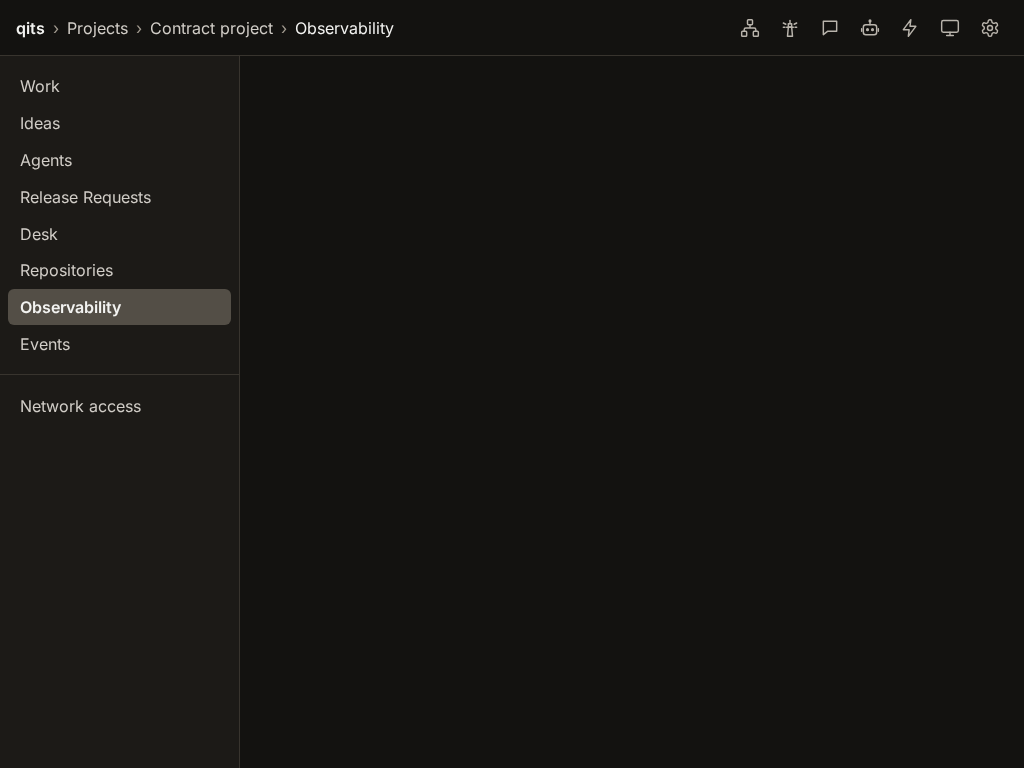 qits › Projects › Contract project › Observability
Work
Ideas
Agents
Release Requests
Desk
Repositories
Observability
Events
Network access